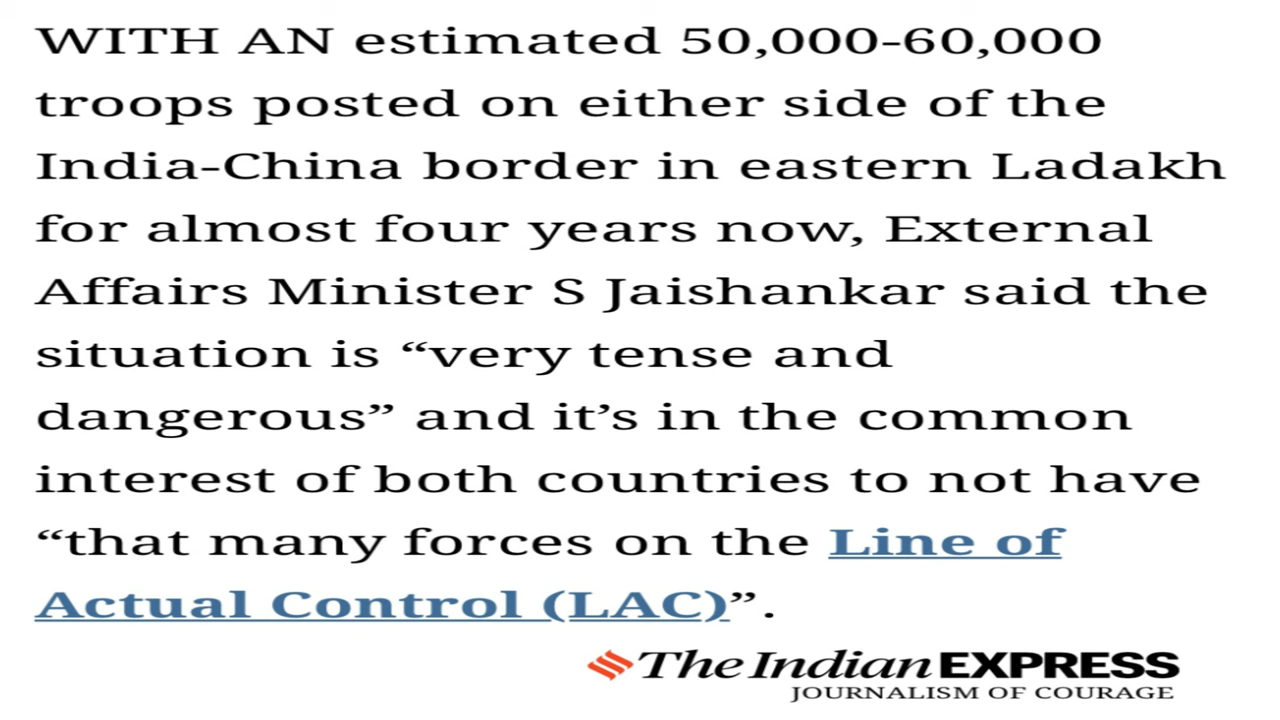 WITH AN estimated 50,000-60,000
troops posted on either side of the
India-China border in eastern Ladakh
for almost four years now, External
Affairs Minister S Jaishankar said the
situation is “very tense and
dangerous” and it’s in the common
interest of both countries to not have
“that many forces on the Line of
Actual Control (LAC)”.
The Indian EXPRESS
JOURNALISM OF COURAGE